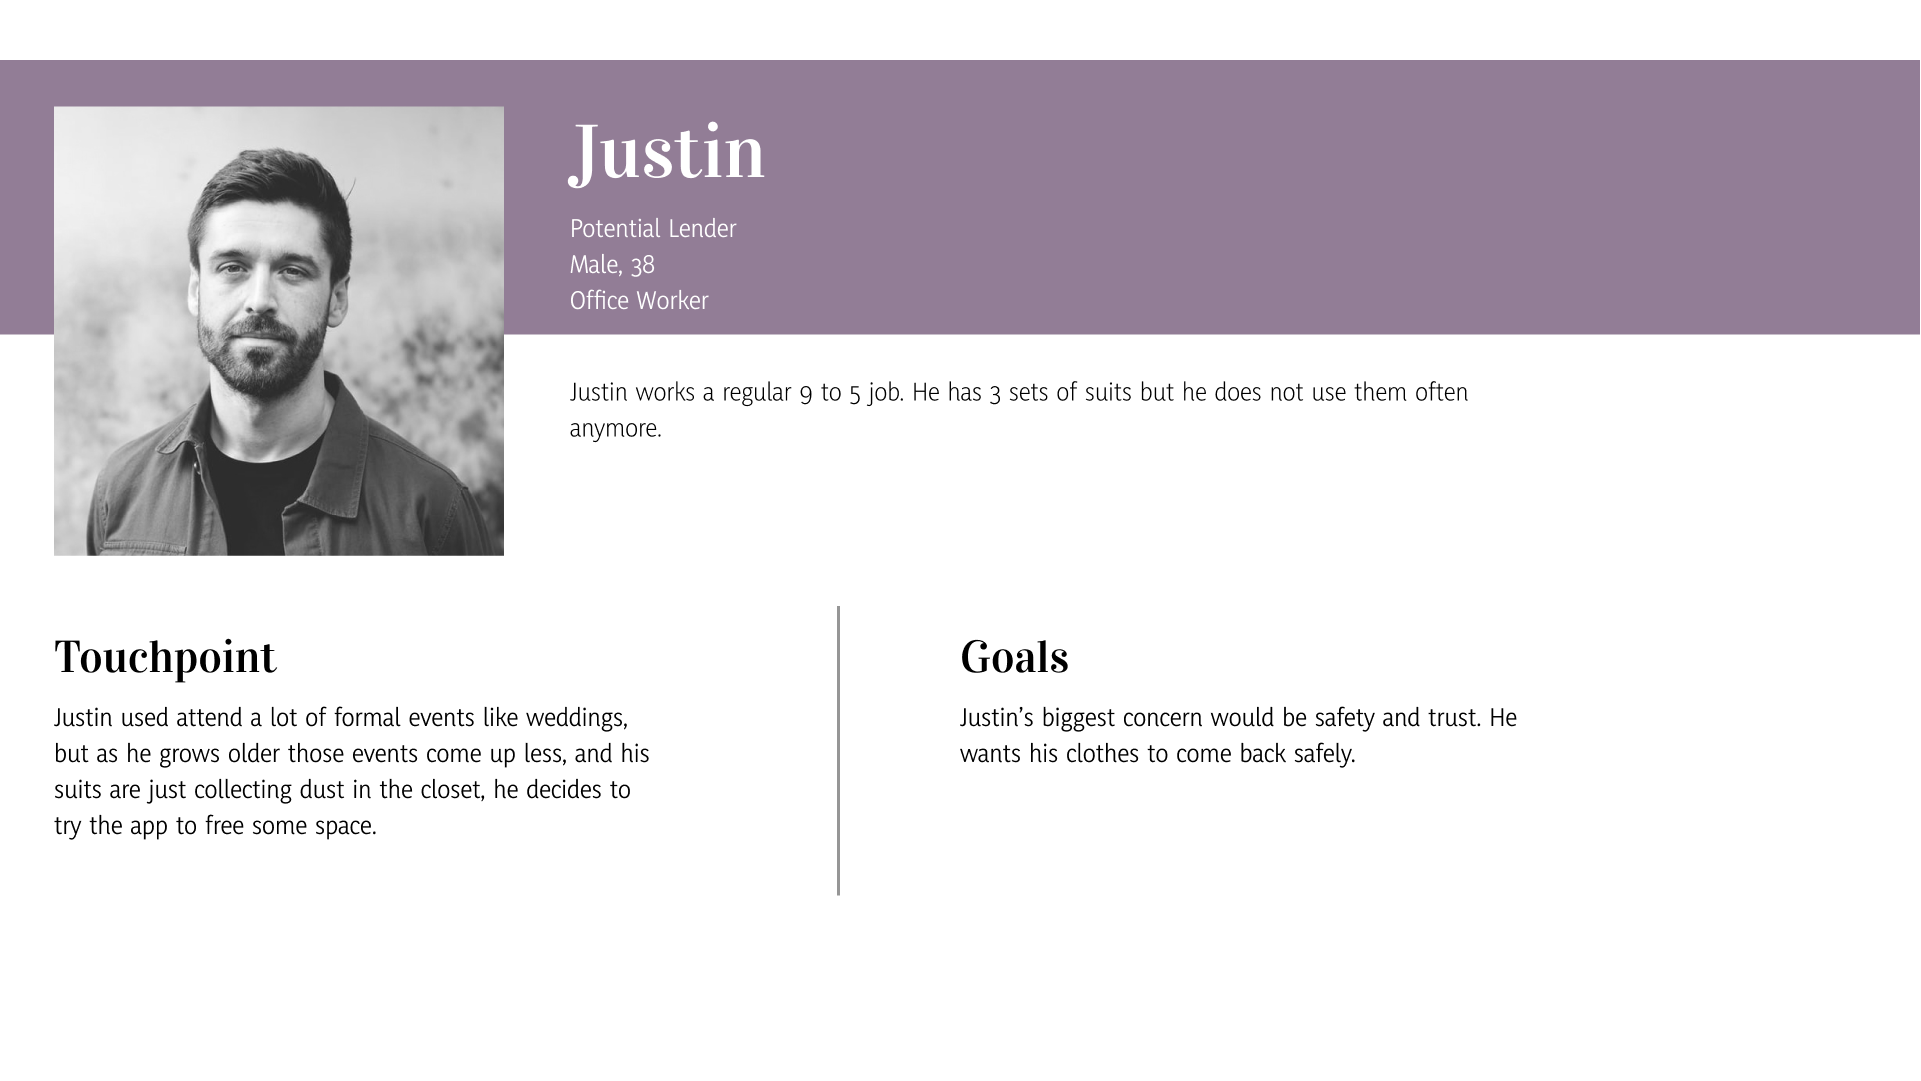 Justin
Potential Lender
Male, 38
Office Worker
Justin works a regular 9 to 5 job. He has 3 sets of suits but he does not use them often
anymore.
Touchpoint
Justin used attend a lot of formal events like weddings,
but as he grows older those events come up less, and his
suits are just collecting dust in the closet, he decides to
try the app to free some space.
Goals
Justin’s biggest concern would be safety and trust. He
wants his clothes to come back safely.